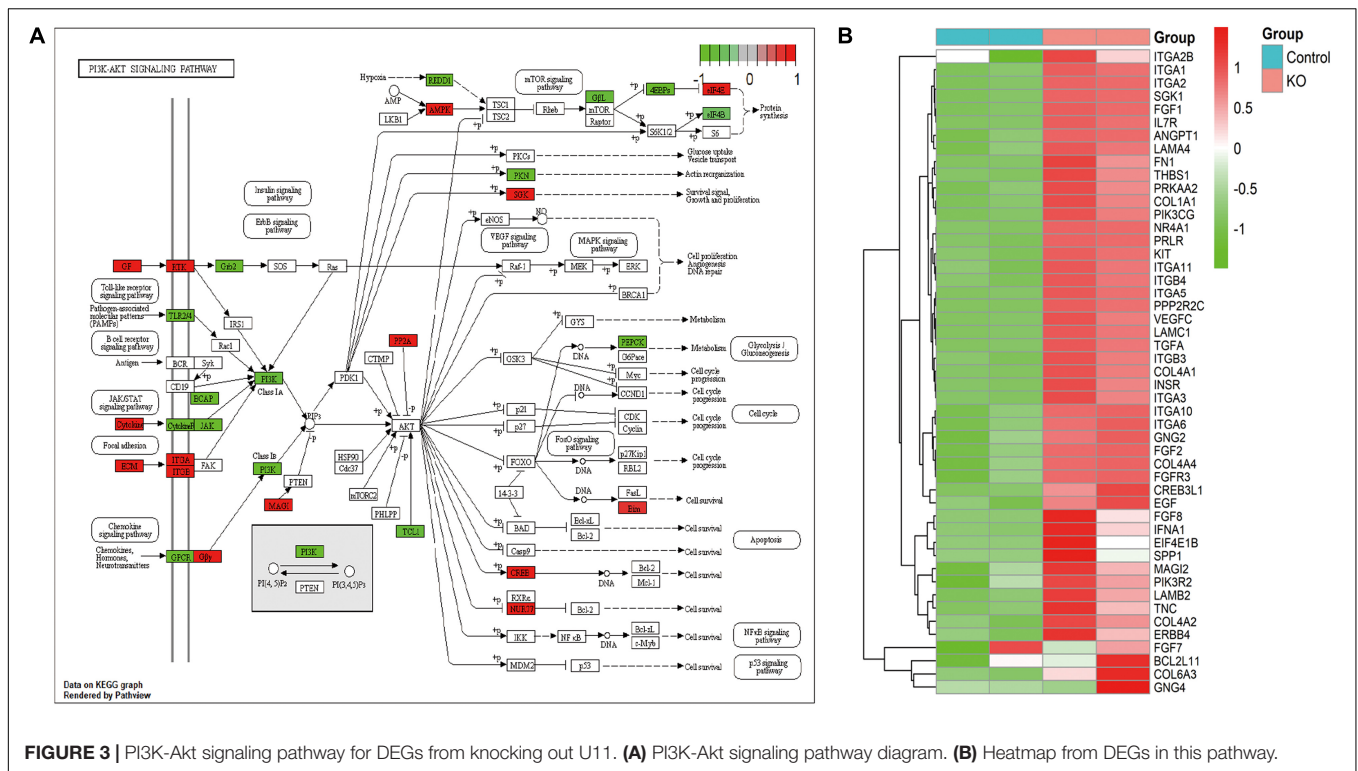 A
PI3K-AKT SIGNALING PATHWAY
-1 0 1
Hypoxia
REDD1
mTOR signaling
pathway
AMP
AMPK
LKB1
TSC1
TSC2
Rheb
GβL
mTOR
Raptor
4EBPs
eIF4E
eIF4B
S6K1/2
S6
Protein
synthesis
+p
+p
+p
+p
+p
PKCs
Glucose uptake
Vesicle transport
+p
PKN
Actin reorganization
+p
SGK
Survival signal,
Growth and proliferation
Insulin signaling
pathway
ErbB signaling
pathway
+p
eNOS
NO
VEGF signaling
pathway
MAPK signaling
pathway
GF
RTK
Grb2
SOS
Ras
Raf-1
MEK
ERK
+p
BRCA1
Cell proliferation
Angiogenesis
DNA repair
Toll-like receptor
signaling pathway
Pathogen-associated
molecular patterns
(PAMPs)
TLR2/4
IRS1
Rac1
B cell receptor
signaling pathway
Antigen
BCR
Syk
+p
CD19
BCAP
PI3K
Class IA
PDK1
CTMP
PP2A
GYS
Metabolism
GSK3
DNA
PEPCK
G6Pase
Metabolism
Glycolysis /
Gluconeogenesis
Myc
Cell cycle
progression
DNA
CCND1
Cell cycle
progression
JAK/STAT
signaling pathway
Cytokine
CytokineR
JAK
PIP3
-p
+p
-p
AKT
+p
p21
+p
p27
CDK
Cyclin
Cell cycle
progression
Cell cycle
Focal adhesion
ECM
ITGA
ITGB
FAK
Class IB
PI3K
PTEN
MAGI
HSP90
Cdc37
+p
+p
-p
mTORC2
PHLPP
TCL1
FoxO signaling
pathway
+p
FOXO
DNA
p27Kip1
RBL2
Cell cycle
progression
14-3-3
DNA
FasL
Bim
Cell survival
Chemokine
signaling pathway
Chemokines,
Hormones,
Neurotransmitters
GPCR
Gβγ
PI3K
PI(4,5)P2
PI(3,4,5)P3
PTEN
+p
BAD
Bcl-xL
Bcl-2
Cell survival
+p
Casp9
Cell survival
Apoptosis
+p
CREB
DNA
Bcl-2
Mcl-1
Cell survival
+p
RXRα
NUR77
Bcl-2
Cell survival
+p
IKK
NFκB
DNA
Bcl-xL
c-Myb
Cell survival
NFκB signaling
pathway
+p
MDM2
p53
Cell survival
p53 signaling
pathway
Data on KEGG graph
Rendered by Pathview
B
Group
ITGA2B
ITGA1
ITGA2
SGK1
FGF1
IL7R
ANGPT1
LAMA4
FN1
THBS1
PRKAA2
COL1A1
PIK3CG
NR4A1
PRLR
KIT
ITGA11
ITGB4
ITGA5
PPP2R2C
VEGFC
LAMC1
TGFA
ITGB3
COL4A1
INSR
ITGA3
ITGA10
ITGA6
GNG2
FGF2
COL4A4
FGFR3
CREB3L1
EGF
FGF8
IFNA1
EIF4E1B
SPP1
MAGI2
PIK3R2
LAMB2
TNC
COL4A2
ERBB4
FGF7
BCL2L11
COL6A3
GNG4
1
0.5
0
-0.5
-1
Group
Control
KO
FIGURE 3 | PI3K-Akt signaling pathway for DEGs from knocking out U11. (A) PI3K-Akt signaling pathway diagram. (B) Heatmap from DEGs in this pathway.